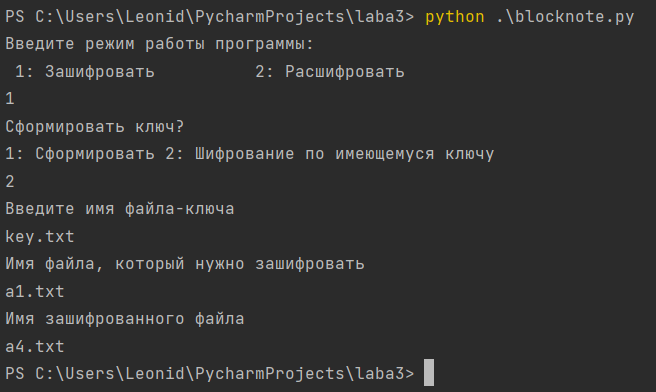 PS C:\Users\Leonid\PycharmProjects\laba3> python .\blocknote.py
Введите режим работы программы:
1: Зашифровать 2: Расшифровать
1
Сформировать ключ?
1: Сформировать 2: Шифрование по имеющемуся ключу
2
Введите имя файла-ключа
key.txt
Имя файла, который нужно зашифровать
a1.txt
Имя зашифрованного файла
a4.txt
PS C:\Users\Leonid\PycharmProjects\laba3>